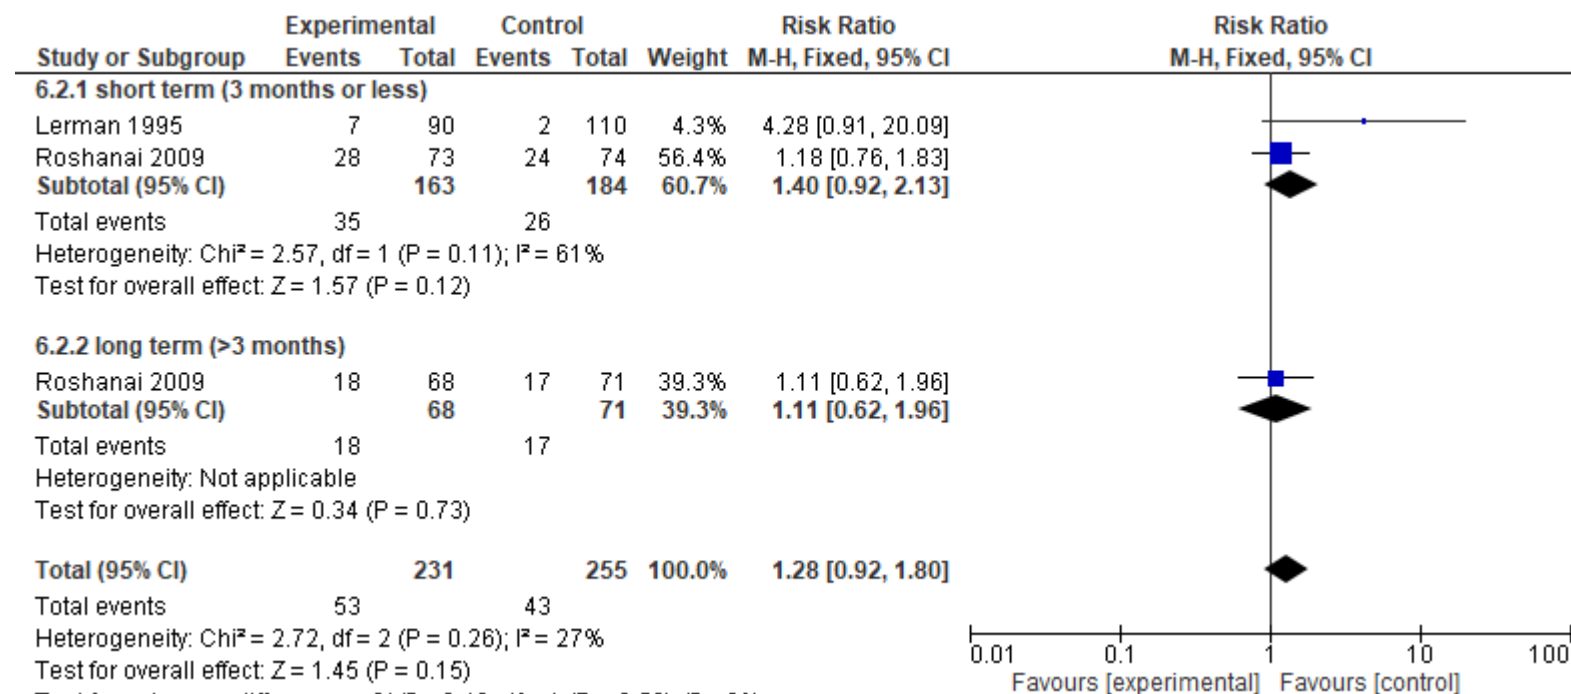 Experimental Control Risk Ratio Risk Ratio
Study or Subgroup Events Total Events Total Weight M-H, Fixed, 95% CI M-H, Fixed, 95% CI
6.2.1 short term (3 months or less)
Lerman 1995 7 90 2 110 4.3% 4.28 [0.91, 20.09]
Roshanai 2009 28 73 24 74 56.4% 1.18 [0.76, 1.83]
Subtotal (95% CI) 163 184 60.7% 1.40 [0.92, 2.13]
Total events 35 26
Heterogeneity: Chi² = 2.57, df = 1 (P = 0.11); I² = 61%
Test for overall effect: Z = 1.57 (P = 0.12)
6.2.2 long term (>3 months)
Roshanai 2009 18 68 17 71 39.3% 1.11 [0.62, 1.96]
Subtotal (95% CI) 68 71 39.3% 1.11 [0.62, 1.96]
Total events 18 17
Heterogeneity: Not applicable
Test for overall effect: Z = 0.34 (P = 0.73)
Total (95% CI) 231 255 100.0% 1.28 [0.92, 1.80]
Total events 53 43
Heterogeneity: Chi² = 2.72, df = 2 (P = 0.26); I² = 27%
Test for overall effect: Z = 1.45 (P = 0.15)
0.01 0.1 1 10 100
Favours [experimental] Favours [control]